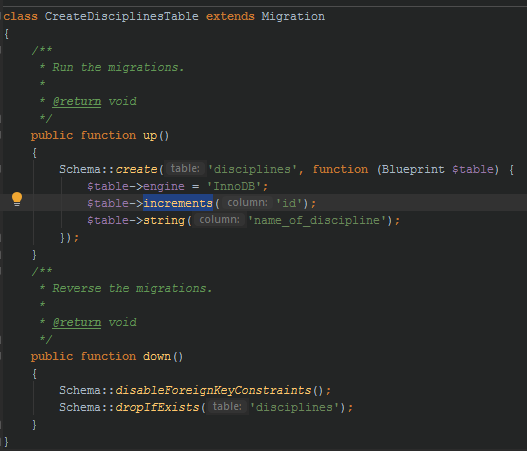 class CreateDisciplinesTable extends Migration
{
    /**
     * Run the migrations.
     *
     * @return void
     */
    public function up()
    {
        Schema::create( table: 'disciplines', function (Blueprint $table) {
            $table->engine = 'InnoDB';
            $table->increments( column: 'id');
            $table->string( column: 'name_of_discipline');
        });
    }
    /**
     * Reverse the migrations.
     *
     * @return void
     */
    public function down()
    {
        Schema::disableForeignKeyConstraints();
        Schema::dropIfExists( table: 'disciplines');
    }
}